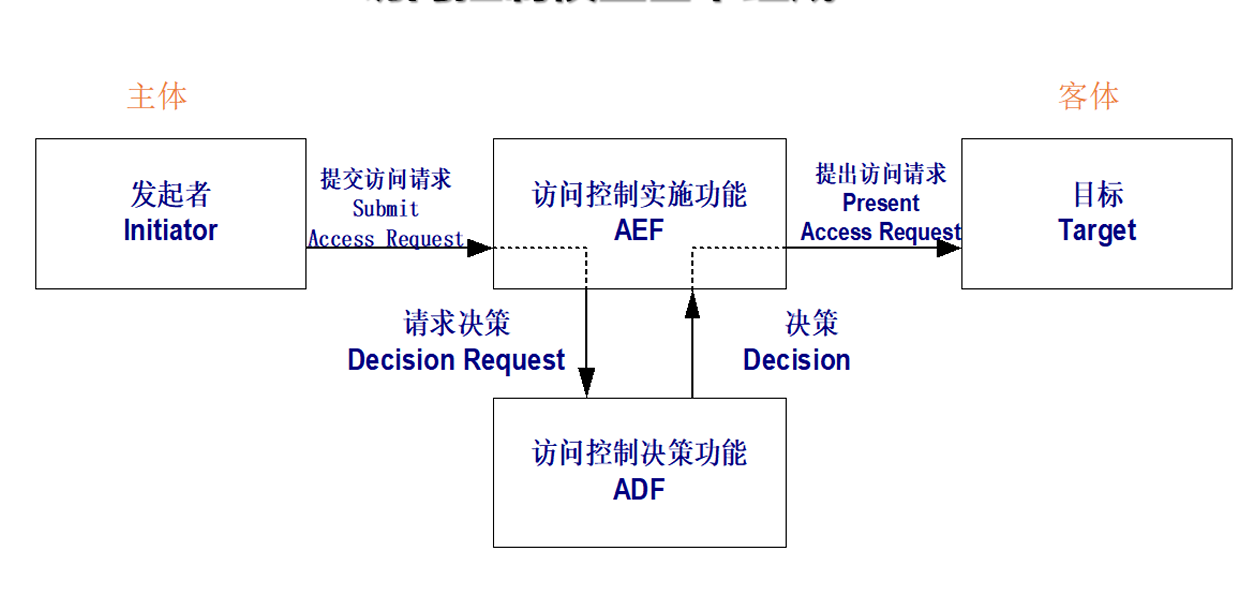 主体
客体
发起者
Initiator
提交访问请求
Submit
Access Request
访问控制实施功能
AEF
提出访问请求
Present
Access Request
目标
Target
请求决策
Decision Request
决策
Decision
访问控制决策功能
ADF